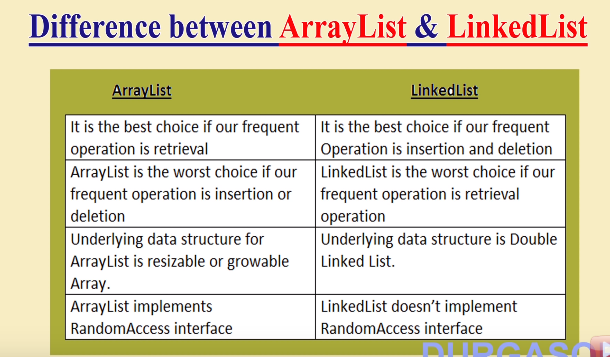 Difference between ArrayList & LinkedList
ArrayList
LinkedList
It is the best choice if our frequent
operation is retrieval
It is the best choice if our frequent
Operation is insertion and deletion
ArrayList is the worst choice if our
frequent operation is insertion or
deletion
LinkedList is the worst choice if our
frequent operation is retrieval
operation
Underlying data structure for
ArrayList is resizable or growable
Array.
Underlying data structure is Double
Linked List.
ArrayList implements
RandomAccess interface
LinkedList doesn't implement
RandomAccess interface